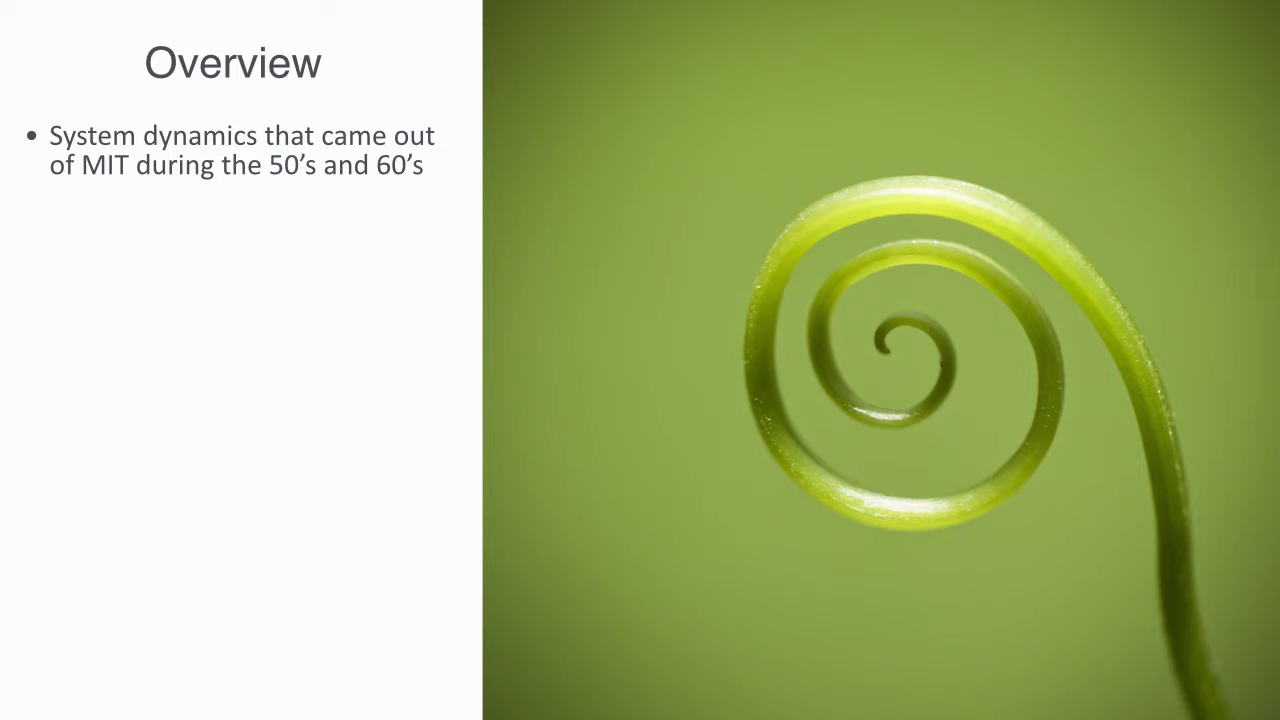 Overview
• System dynamics that came out
of MIT during the 50’s and 60’s